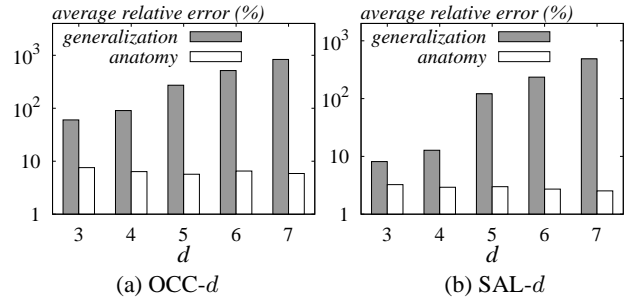 average relative error (%)
10³
10²
10
1
generalization
anatomy
3 4 5 6 7
d
(a) OCC-d
average relative error (%)
10³
10²
10
1
generalization
anatomy
3 4 5 6 7
d
(b) SAL-d